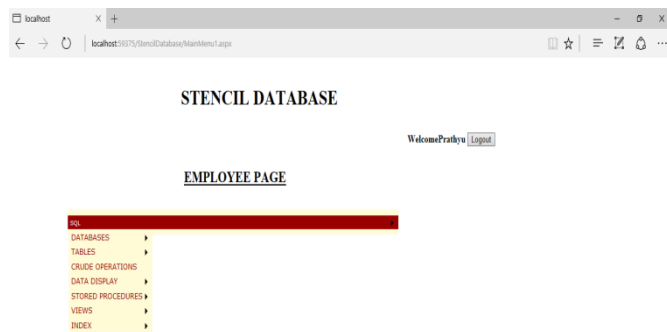 localhost
localhost:59375/StencilDatabase/MainMenu1.aspx
STENCIL DATABASE
WelcomePrathyu Logout
EMPLOYEE PAGE
SQL
DATABASES
TABLES
CRUDE OPERATIONS
DATA DISPLAY
STORED PROCEDURES
VIEWS
INDEX